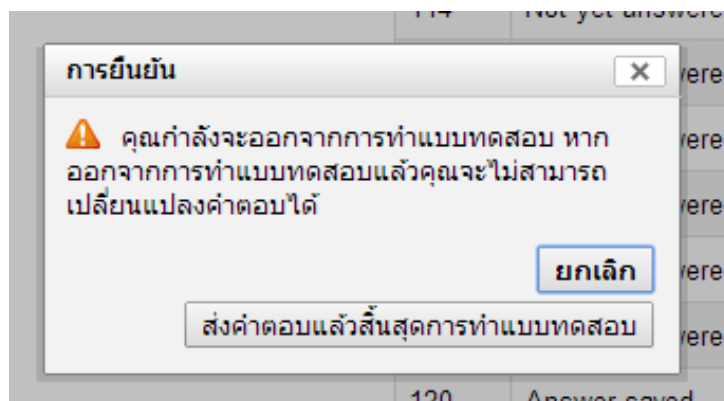 การยืนยัน
คุณกำลังจะออกจากการทำแบบทดสอบ หาก
ออกจากการทำแบบทดสอบแล้วคุณจะไม่สามารถ
เปลี่ยนแปลงคำตอบได้
ยกเลิก
ส่งคำตอบแล้วสิ้นสุดการทำแบบทดสอบ